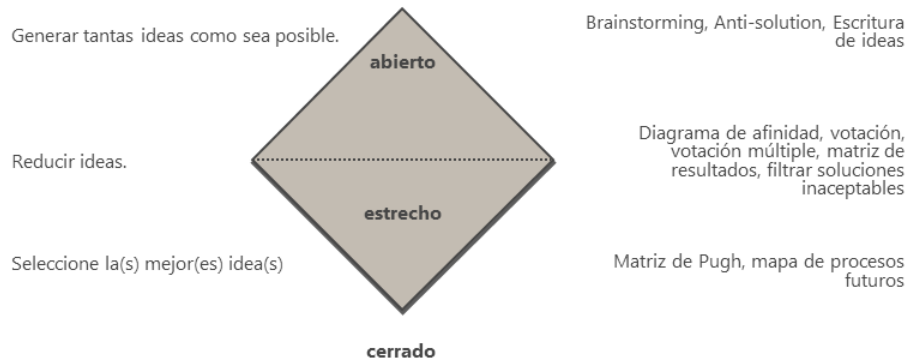 Generar tantas ideas como sea posible.
abierto
Brainstorming, Anti-solution, Escritura
de ideas
Reducir ideas.
Diagrama de afinidad, votación,
votación múltiple, matriz de
resultados, filtrar soluciones
inaceptables
estrecho
Seleccione la(s) mejor(es) idea(s)
Matriz de Pugh, mapa de procesos
futuros
cerrado